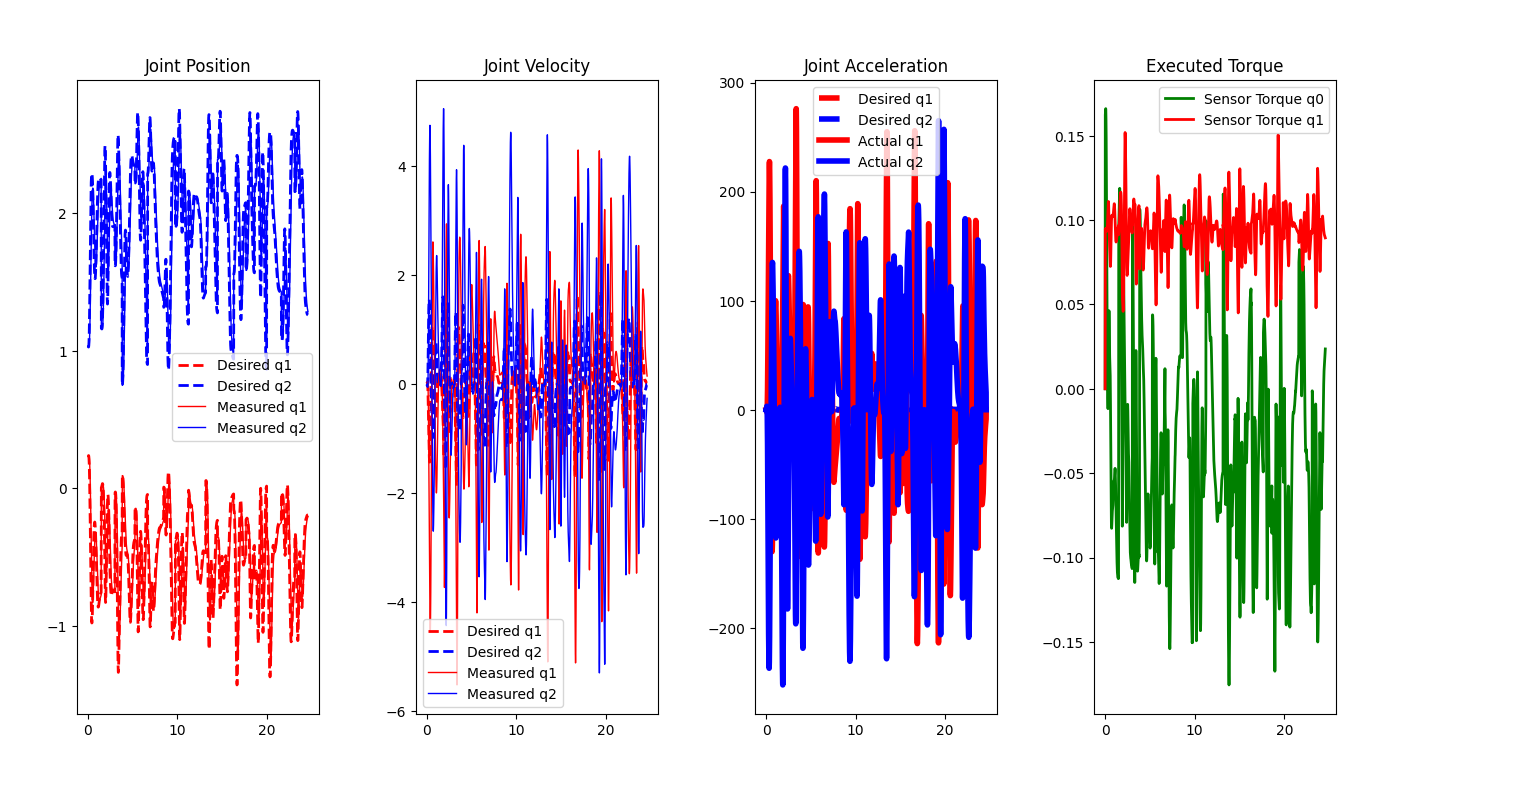 Joint Position
2
1
0
−1
0
10
20
Desired q1
Desired q2
Measured q1
Measured q2
Joint Velocity
4
2
0
−2
−4
−6
0
10
20
Desired q1
Desired q2
Measured q1
Measured q2
Joint Acceleration
300
200
100
0
−100
−200
0
10
20
Desired q1
Desired q2
Actual q1
Actual q2
Executed Torque
0.15
0.10
0.05
0.00
−0.05
−0.10
−0.15
0
10
20
Sensor Torque q0
Sensor Torque q1